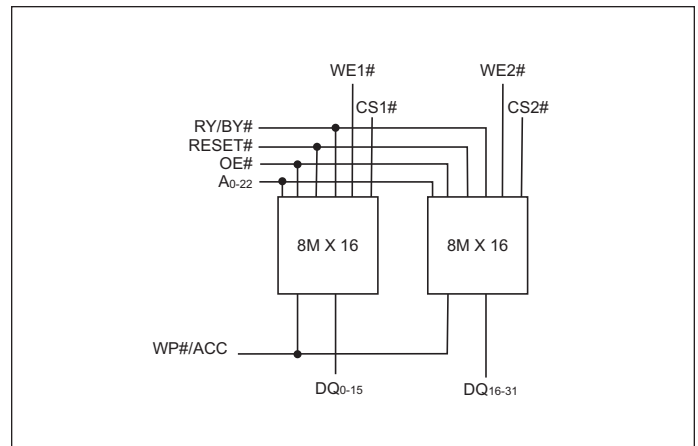 WE1#
WE2#
CS1#
CS2#
RY/BY#
RESET#
OE#
A0-22
8M X 16
8M X 16
WP#/ACC
DQ0-15
DQ16-31